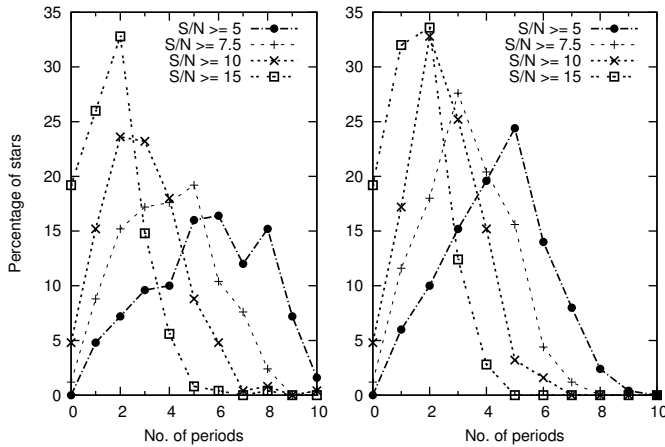 Percentage of stars
35
30
25
20
15
10
5
0
0 2 4 6 8 10
No. of periods
S/N >= 5
S/N >= 7.5
S/N >= 10
S/N >= 15
35
30
25
20
15
10
5
0
0 2 4 6 8 10
No. of periods
S/N >= 5
S/N >= 7.5
S/N >= 10
S/N >= 15